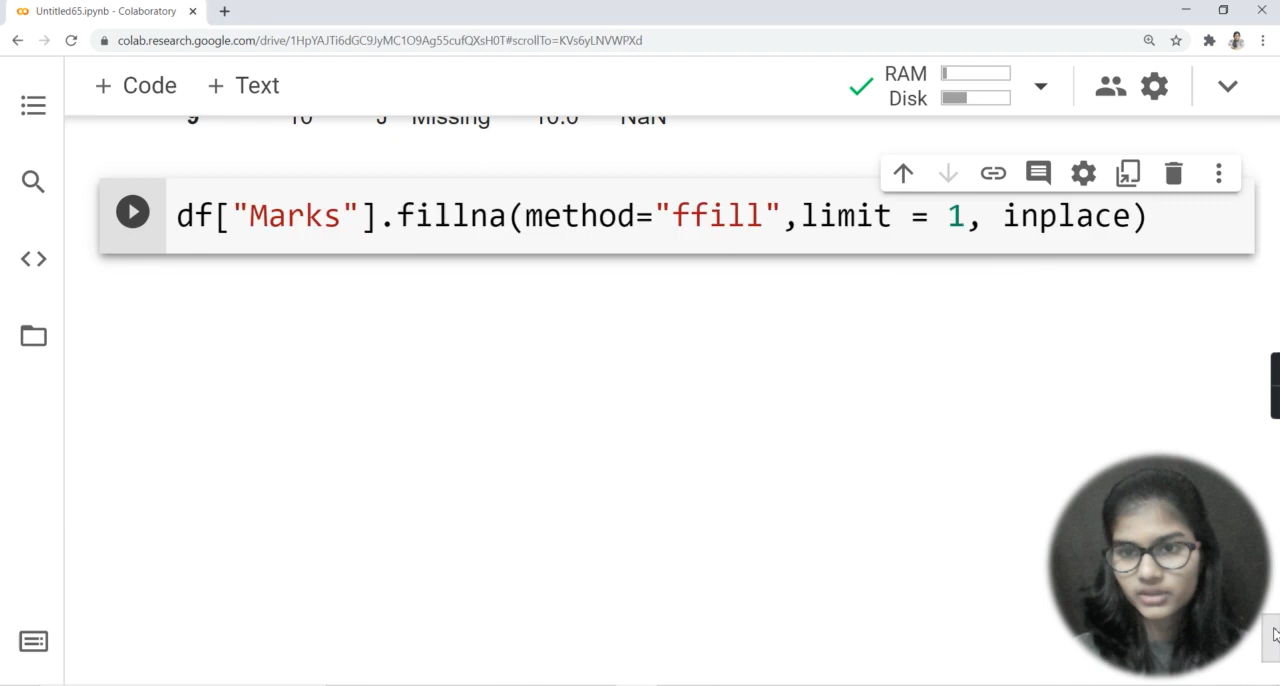 Untitled65.ipynb - Colaboratory
colab.research.google.com/drive/1HpYAJTi6dGC9JyMC1O9Ag55cufQXsH0T#scrollTo=KVs6yLNVWPXd
+ Code + Text
RAM
Disk
9 10 J Missing 10.0 NaN
df["Marks"].fillna(method="ffill",limit = 1, inplace)